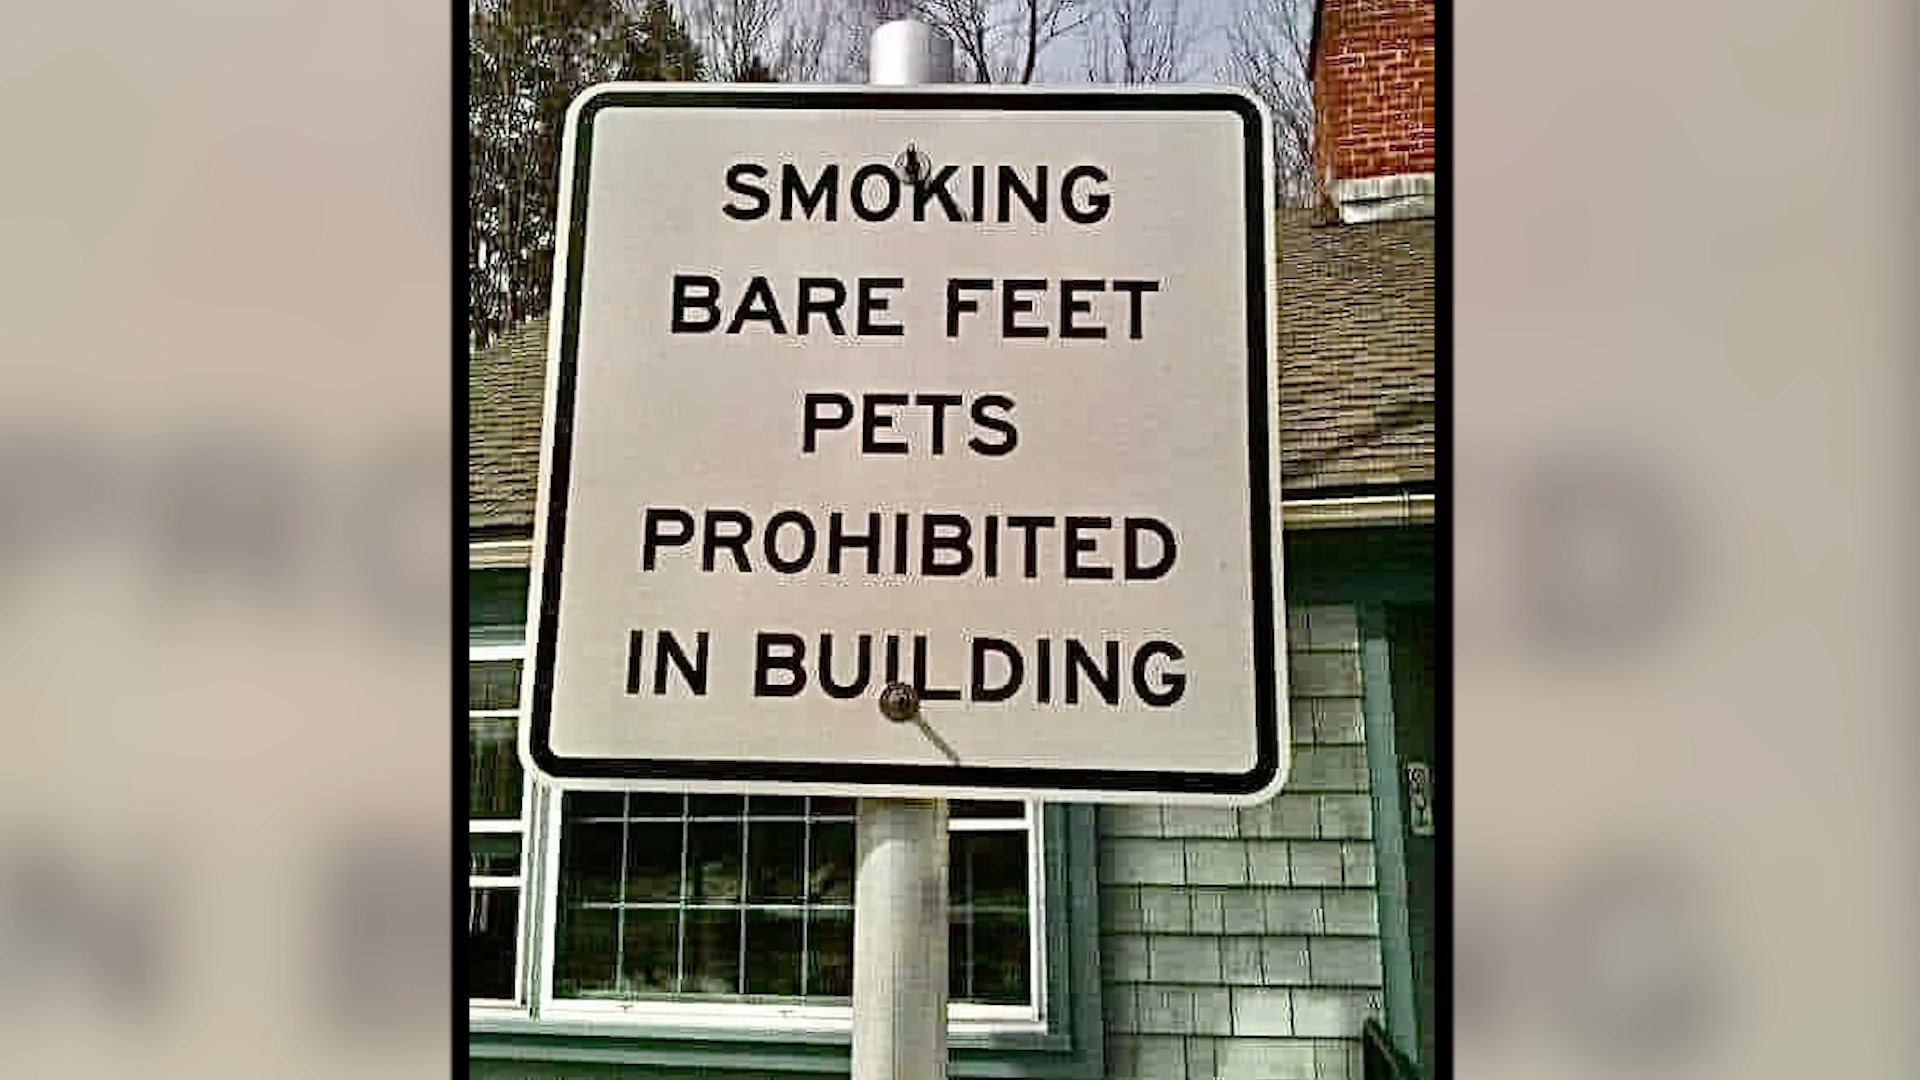 SMOKING
BARE FEET
PETS
PROHIBITED
IN BUILDING